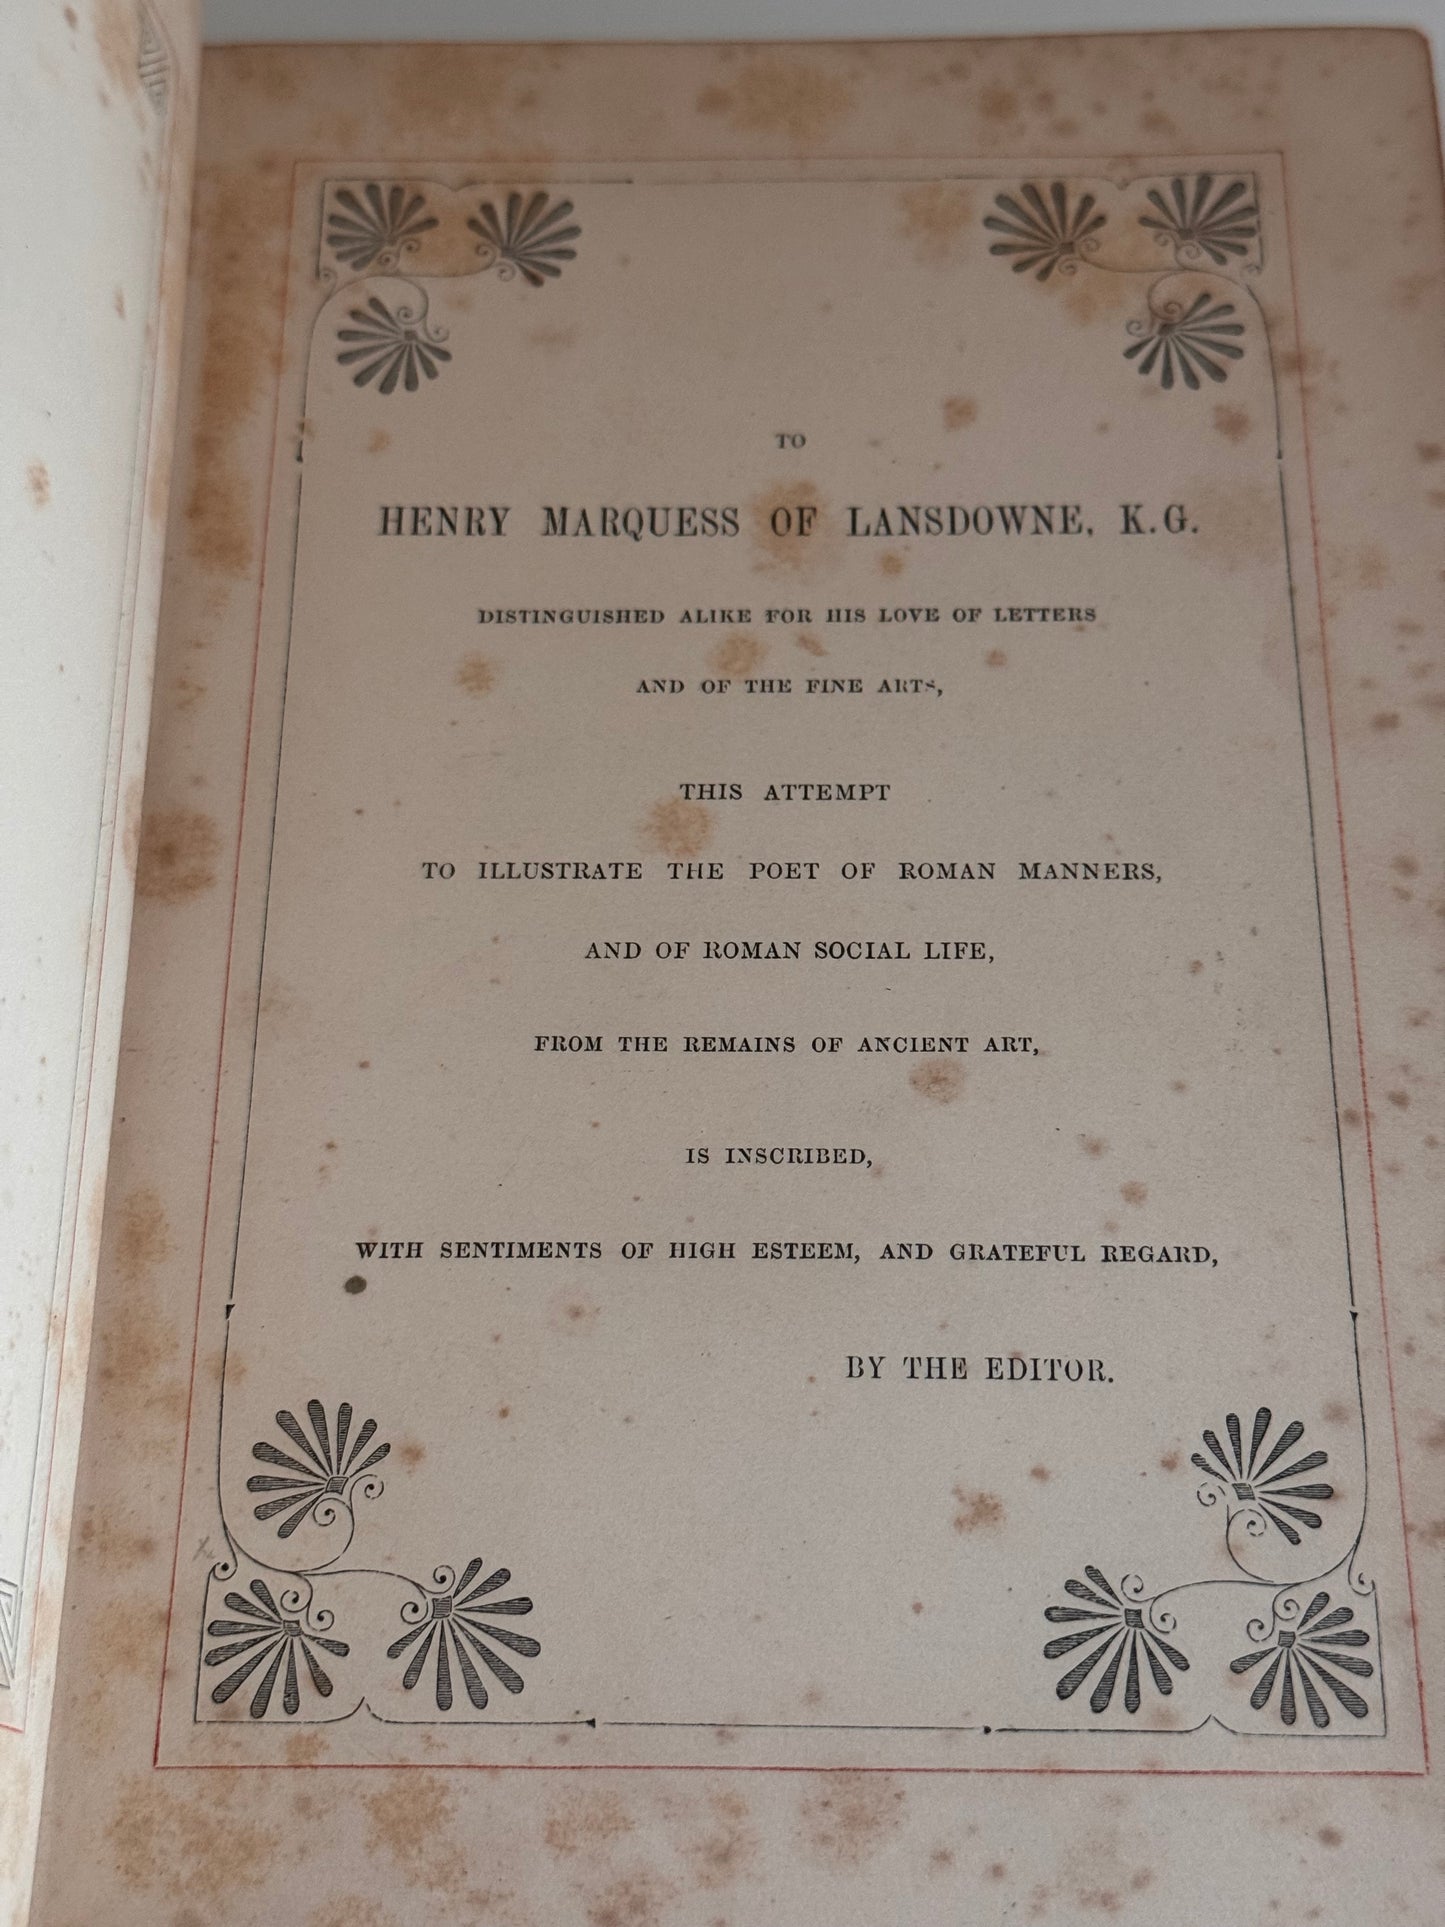 TO
HENRY MARQUESS OF LANSDOWNE, K.G.
DISTINGUISHED ALIKE FOR HIS LOVE OF LETTERS
AND OF THE FINE ARTS,
THIS ATTEMPT
TO ILLUSTRATE THE POET OF ROMAN MANNERS,
AND OF ROMAN SOCIAL LIFE,
FROM THE REMAINS OF ANCIENT ART,
IS INSCRIBED,
WITH SENTIMENTS OF HIGH ESTEEM, AND GRATEFUL REGARD,
BY THE EDITOR.